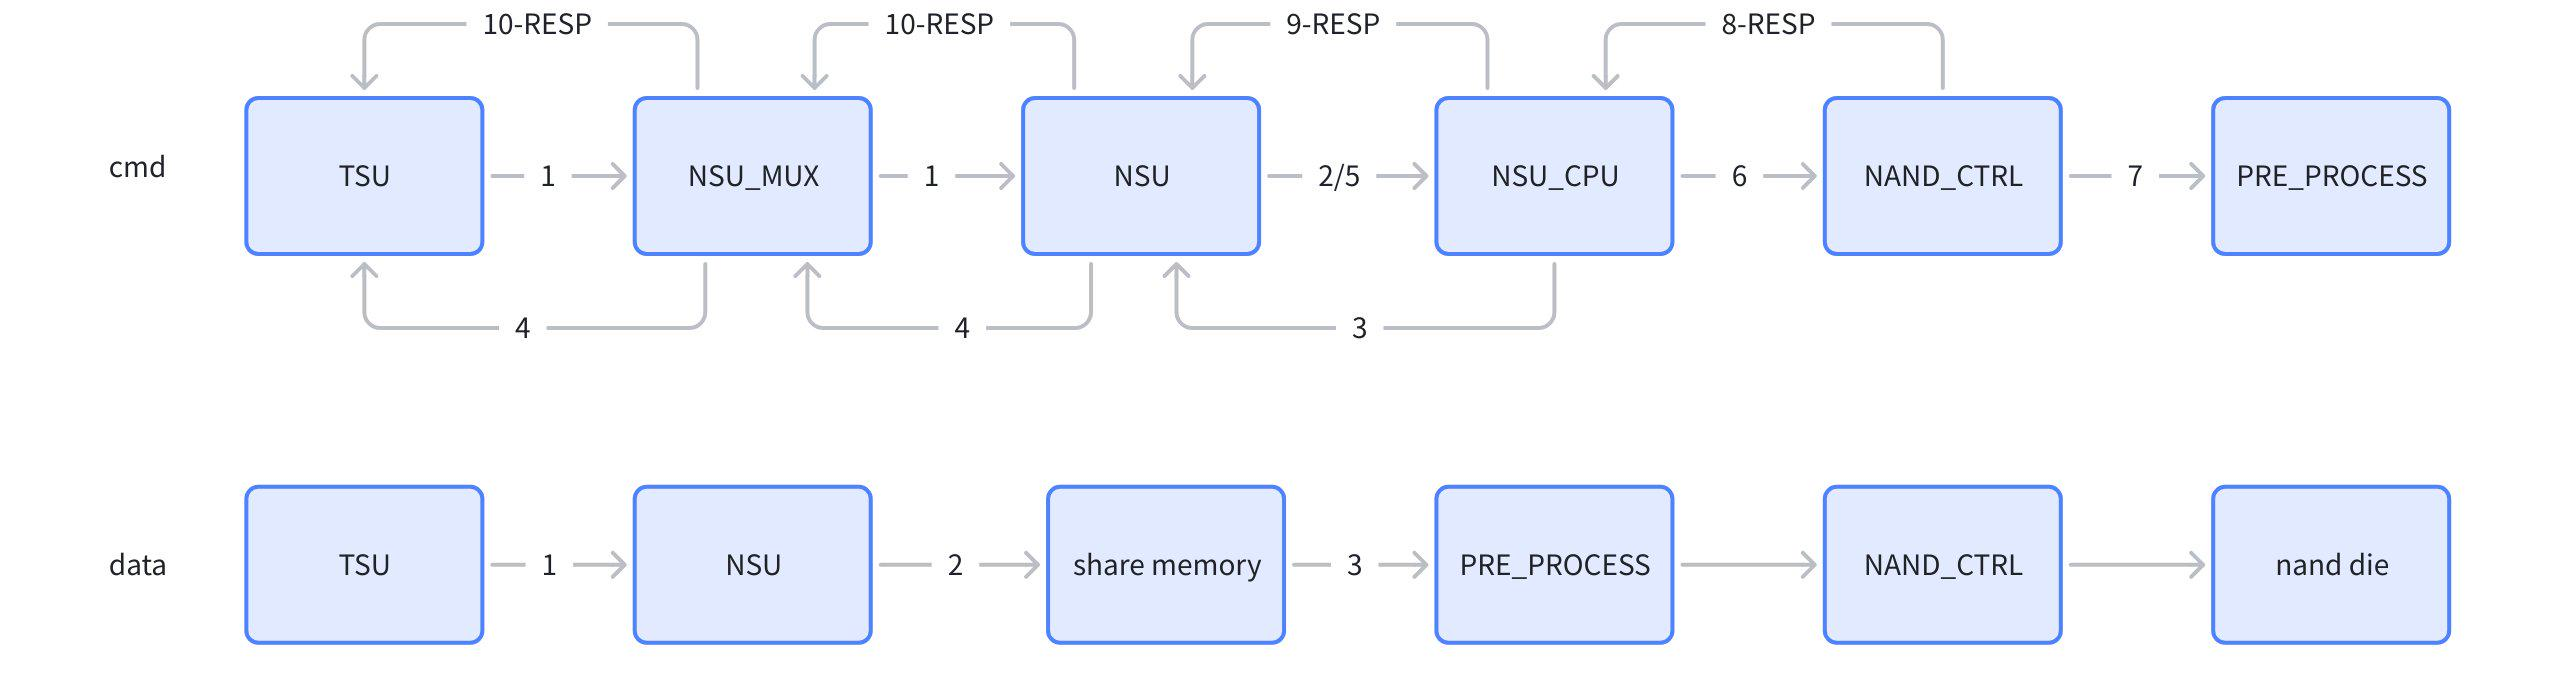 10-RESP 10-RESP 9-RESP 8-RESP
cmd TSU 1 NSU_MUX 1 NSU 2/5 NSU_CPU 6 NAND_CTRL 7 PRE_PROCESS
4 4 3
data TSU 1 NSU 2 share memory 3 PRE_PROCESS NAND_CTRL nand die